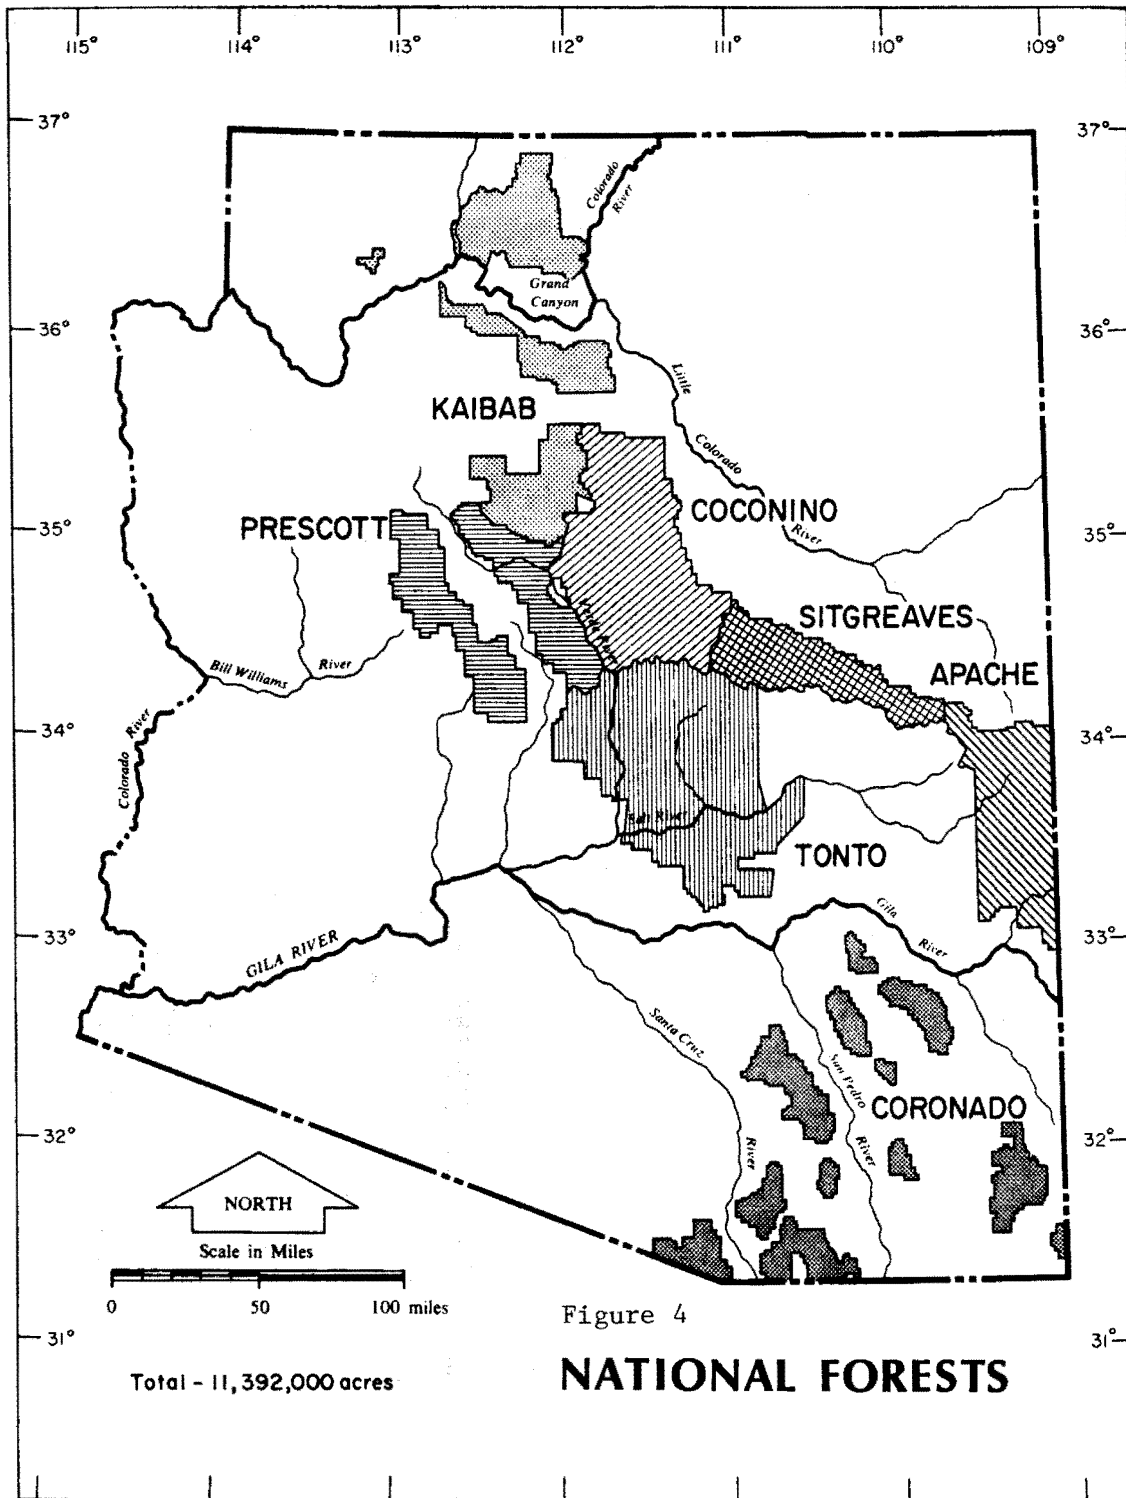 115° 114° 113° 112° 111° 110° 109°
37° 37°
Colorado
River
Grand
Canyon
36° 36°
Little
KAIBAB
Colorado
COCONINO
PRESCOTT
35° 35°
River
Verde River
SITGREAVES
Bill Williams River
APACHE
34° 34°
Colorado River
Salt River
TONTO
Gila
River
33° 33°
GILA RIVER
Santa Cruz
San Pedro
CORONADO
32° 32°
River
River
NORTH
Scale in Miles
0 50 100 miles
Figure 4
31° 31°
Total - 11,392,000 acres
NATIONAL FORESTS